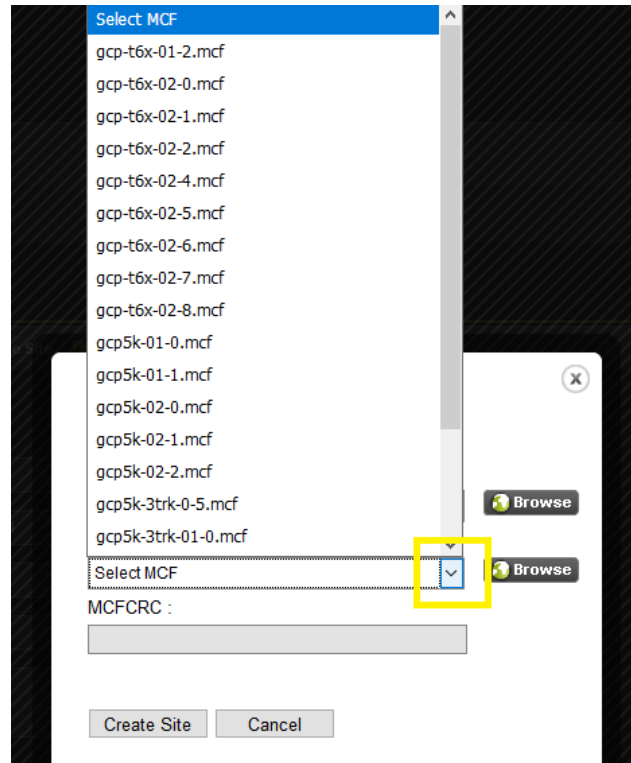 Select MCF
gcp-t6x-01-2.mcf
gcp-t6x-02-0.mcf
gcp-t6x-02-1.mcf
gcp-t6x-02-2.mcf
gcp-t6x-02-4.mcf
gcp-t6x-02-5.mcf
gcp-t6x-02-6.mcf
gcp-t6x-02-7.mcf
gcp-t6x-02-8.mcf
gcp5k-01-0.mcf
gcp5k-01-1.mcf
gcp5k-02-0.mcf
gcp5k-02-1.mcf
gcp5k-02-2.mcf
gcp5k-3trk-0-5.mcf
Browse
gcp5k-3trk-01-0.mcf
Select MCF
Browse
MCFCRC :
Create Site
Cancel